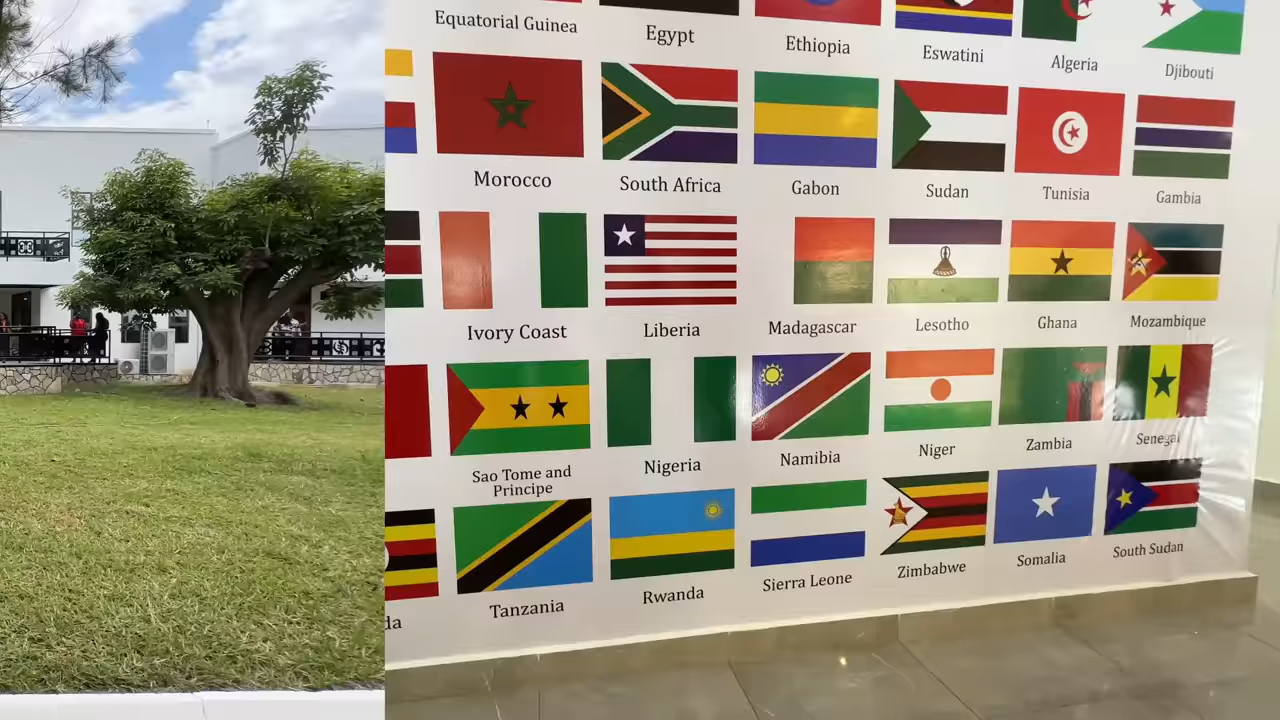 Equatorial Guinea
Egypt
Ethiopia
Eswatini
Algeria
Djibouti
Morocco
South Africa
Gabon
Sudan
Tunisia
Gambia
Ivory Coast
Liberia
Madagascar
Lesotho
Ghana
Mozambique
Sao Tome and
Principe
Nigeria
Namibia
Niger
Zambia
Senegal
da
Tanzania
Rwanda
Sierra Leone
Zimbabwe
Somalia
South Sudan